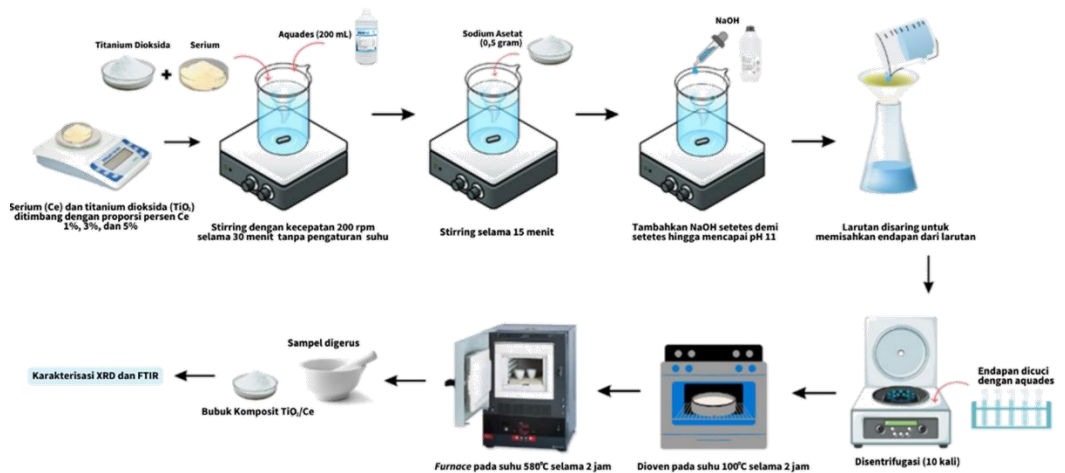 Titanium Dioksida
Serium
Aquades (200 mL)
Serium (Ce) dan titanium dioksida (TiO₂)
ditimbang dengan proporsi persen Ce
1%, 3%, dan 5%
Stirring dengan kecepatan 200 rpm
selama 30 menit tanpa pengaturan suhu
Sodium Asetat
(0,5 gram)
Stirring selama 15 menit
NaOH
Tambahkan NaOH setetes demi
setetes hingga mencapai pH 11
Larutan disaring untuk
memisahkan endapan dari larutan
Endapan dicuci
dengan aquades
Disentrifugasi (10 kali)
Dioven pada suhu 100°C selama 2 jam
Furnace pada suhu 580°C selama 2 jam
Sampel digerus
Bubuk Komposit TiO₂/Ce
Karakterisasi XRD dan FTIR